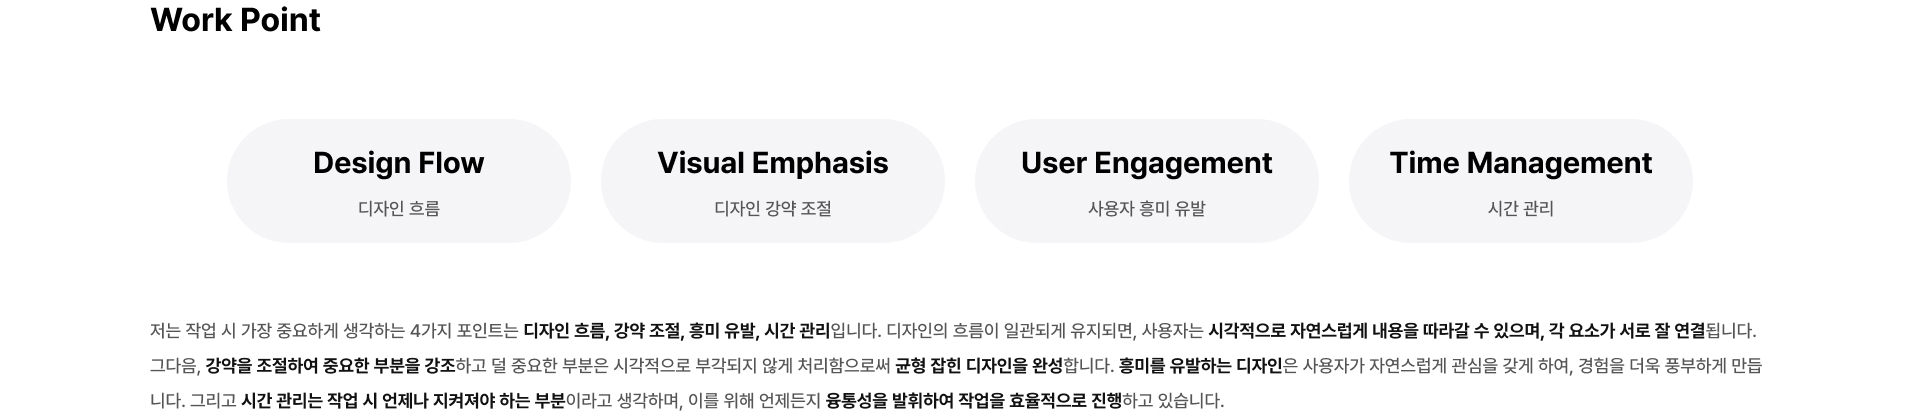 Work Point
Design Flow
디자인 흐름
Visual Emphasis
디자인 강약 조절
User Engagement
사용자 흥미 유발
Time Management
시간 관리
저는 작업 시 가장 중요하게 생각하는 4가지 포인트는 디자인 흐름, 강약 조절, 흥미 유발, 시간 관리입니다. 디자인의 흐름이 일관되게 유지되면, 사용자는 시각적으로 자연스럽게 내용을 따라갈 수 있으며, 각 요소가 서로 잘 연결됩니다.
그다음, 강약을 조절하여 중요한 부분을 강조하고 덜 중요한 부분은 시각적으로 부각되지 않게 처리함으로써 균형 잡힌 디자인을 완성합니다. 흥미를 유발하는 디자인은 사용자가 자연스럽게 관심을 갖게 하여, 경험을 더욱 풍부하게 만듭
니다. 그리고 시간 관리는 작업 시 언제나 지켜져야 하는 부분이라고 생각하며, 이를 위해 언제든지 융통성을 발휘하여 작업을 효율적으로 진행하고 있습니다.